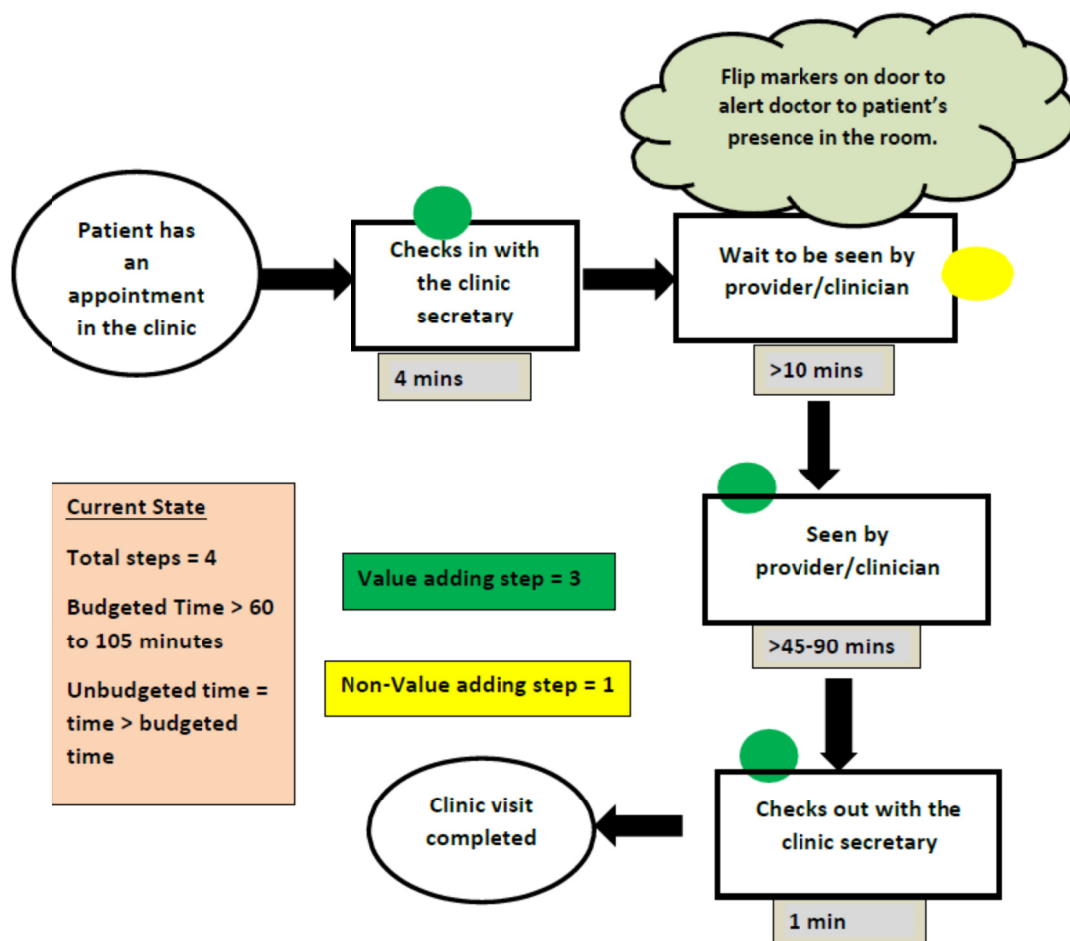 Flip markers on door to
alert doctor to patient's
presence in the room.
Patient has
an
appointment
in the clinic
Checks in with
the clinic
secretary
4 mins
Wait to be seen by
provider/clinician
>10 mins
Seen by
provider/clinician
>45-90 mins
Checks out with the
clinic secretary
1 min
Clinic visit
completed
Current State
Total steps = 4
Budgeted Time > 60
to 105 minutes
Unbudgeted time =
time > budgeted
time
Value adding step = 3
Non-Value adding step = 1